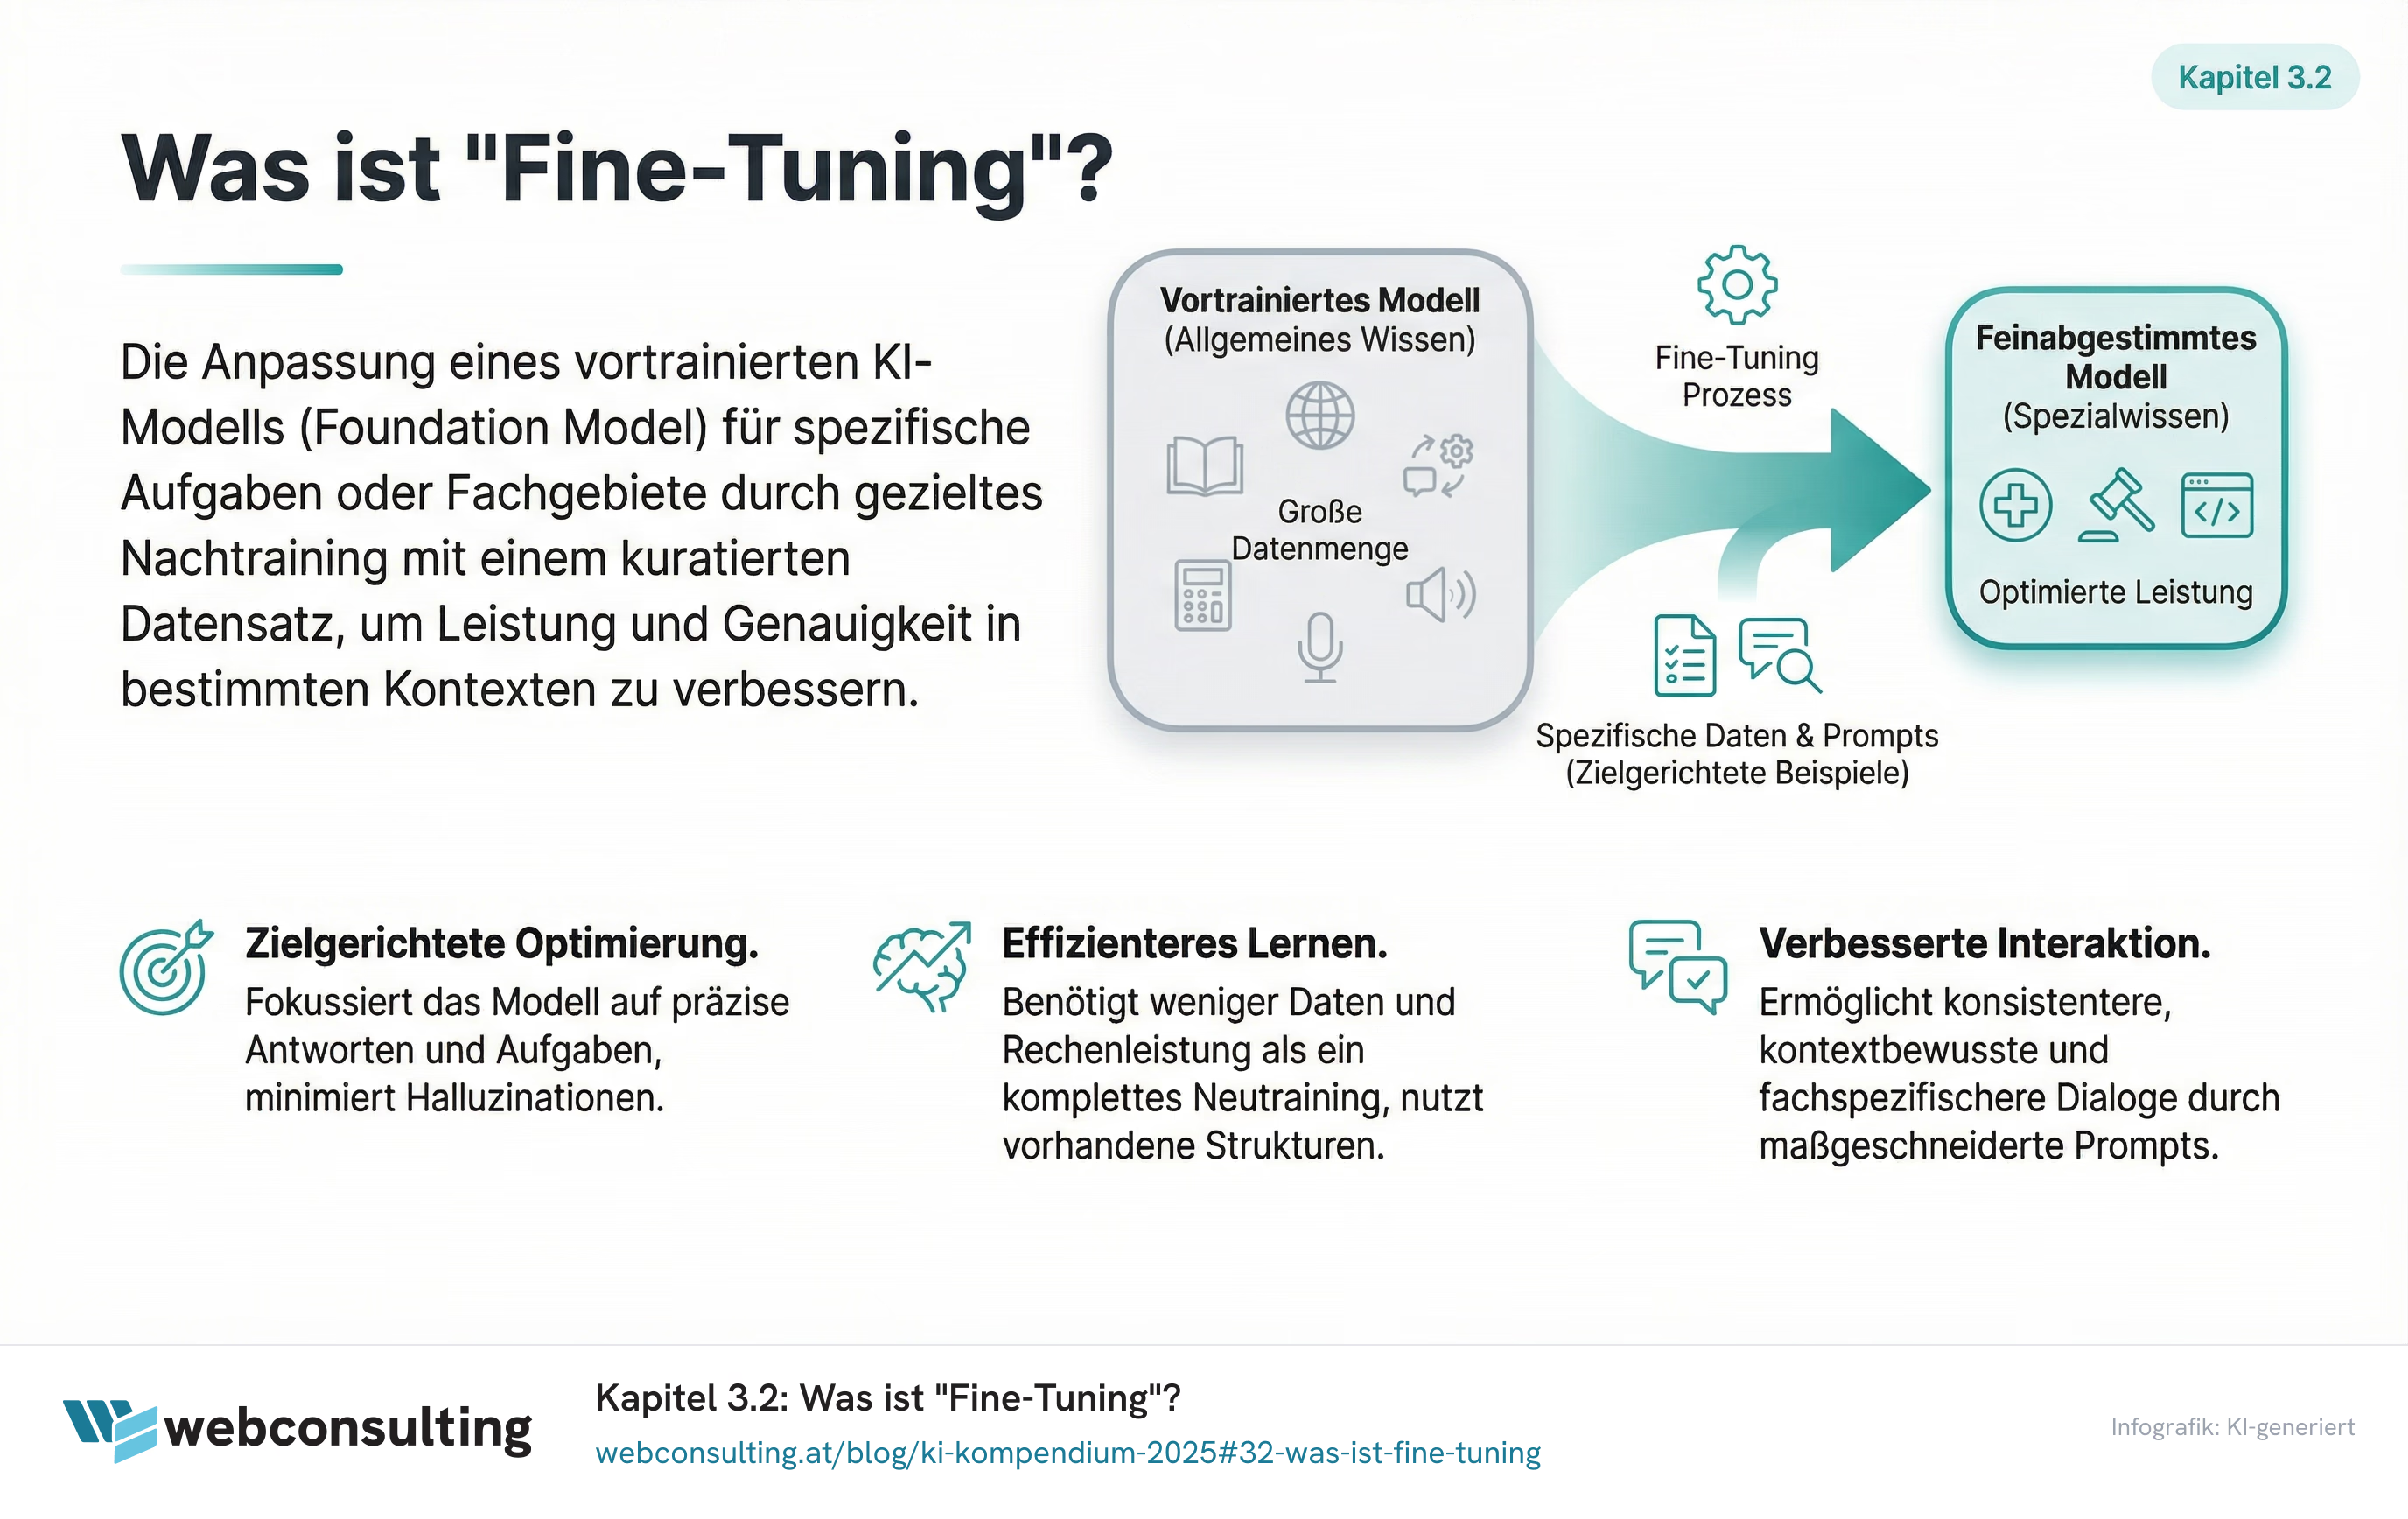 Kapitel 3.2
Was ist "Fine-Tuning"?
Die Anpassung eines vortrainierten KI-
Modells (Foundation Model) für spezifische
Aufgaben oder Fachgebiete durch gezieltes
Nachtraining mit einem kuratierten
Datensatz, um Leistung und Genauigkeit in
bestimmten Kontexten zu verbessern.
Vortrainiertes Modell
(Allgemeines Wissen)
Große
Datenmenge
Fine-Tuning
Prozess
Spezifische Daten & Prompts
(Zielgerichtete Beispiele)
Feinabgestimmtes
Modell
(Spezialwissen)
</>
Optimierte Leistung
Zielgerichtete Optimierung.
Fokussiert das Modell auf präzise
Antworten und Aufgaben,
minimiert Halluzinationen.
Effizienteres Lernen.
Benötigt weniger Daten und
Rechenleistung als ein
komplettes Neutraining, nutzt
vorhandene Strukturen.
Verbesserte Interaktion.
Ermöglicht konsistentere,
kontextbewusste und
fachspezifischere Dialoge durch
maßgeschneiderte Prompts.
webconsulting
Kapitel 3.2: Was ist "Fine-Tuning"?
webconsulting.at/blog/ki-kompendium-2025#32-was-ist-fine-tuning
Infografik: KI-generiert